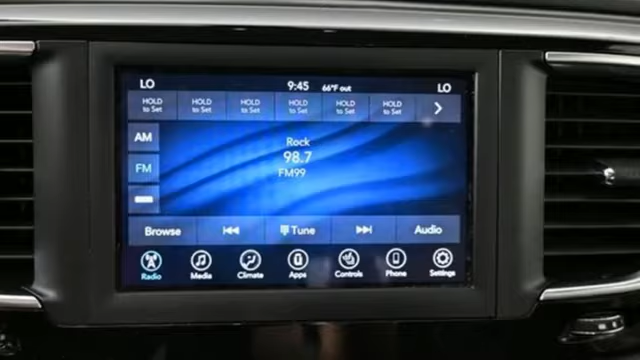 LO 9:45 66°F out LO
HOLD to Set HOLD to Set HOLD to Set HOLD to Set HOLD to Set HOLD to Set
AM
Rock
98.7
FM
FM99
Browse Tune Audio
Radio Media Climate Apps Controls Phone Settings